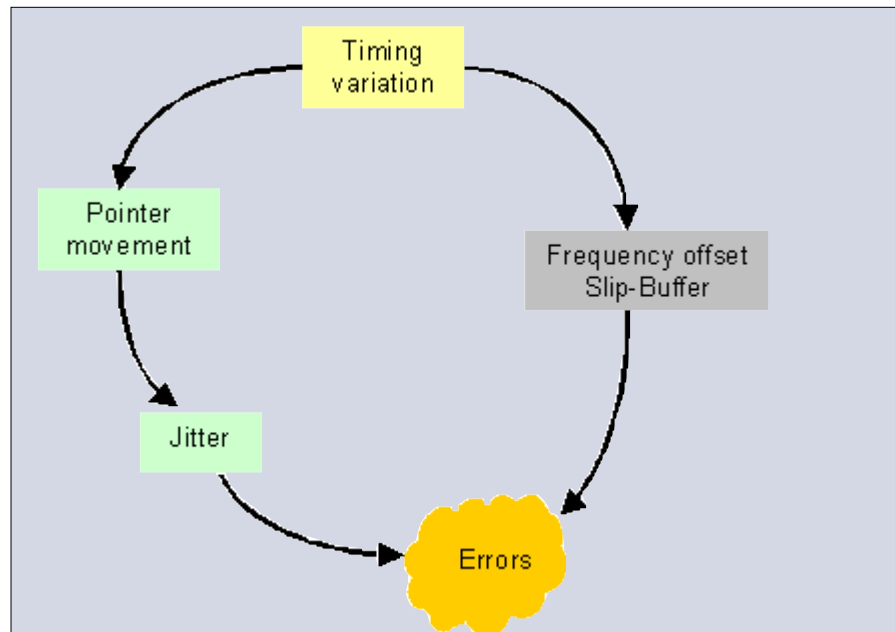 Timing
variation
Pointer
movement
Frequency offset
Slip-Buffer
Jitter
Errors